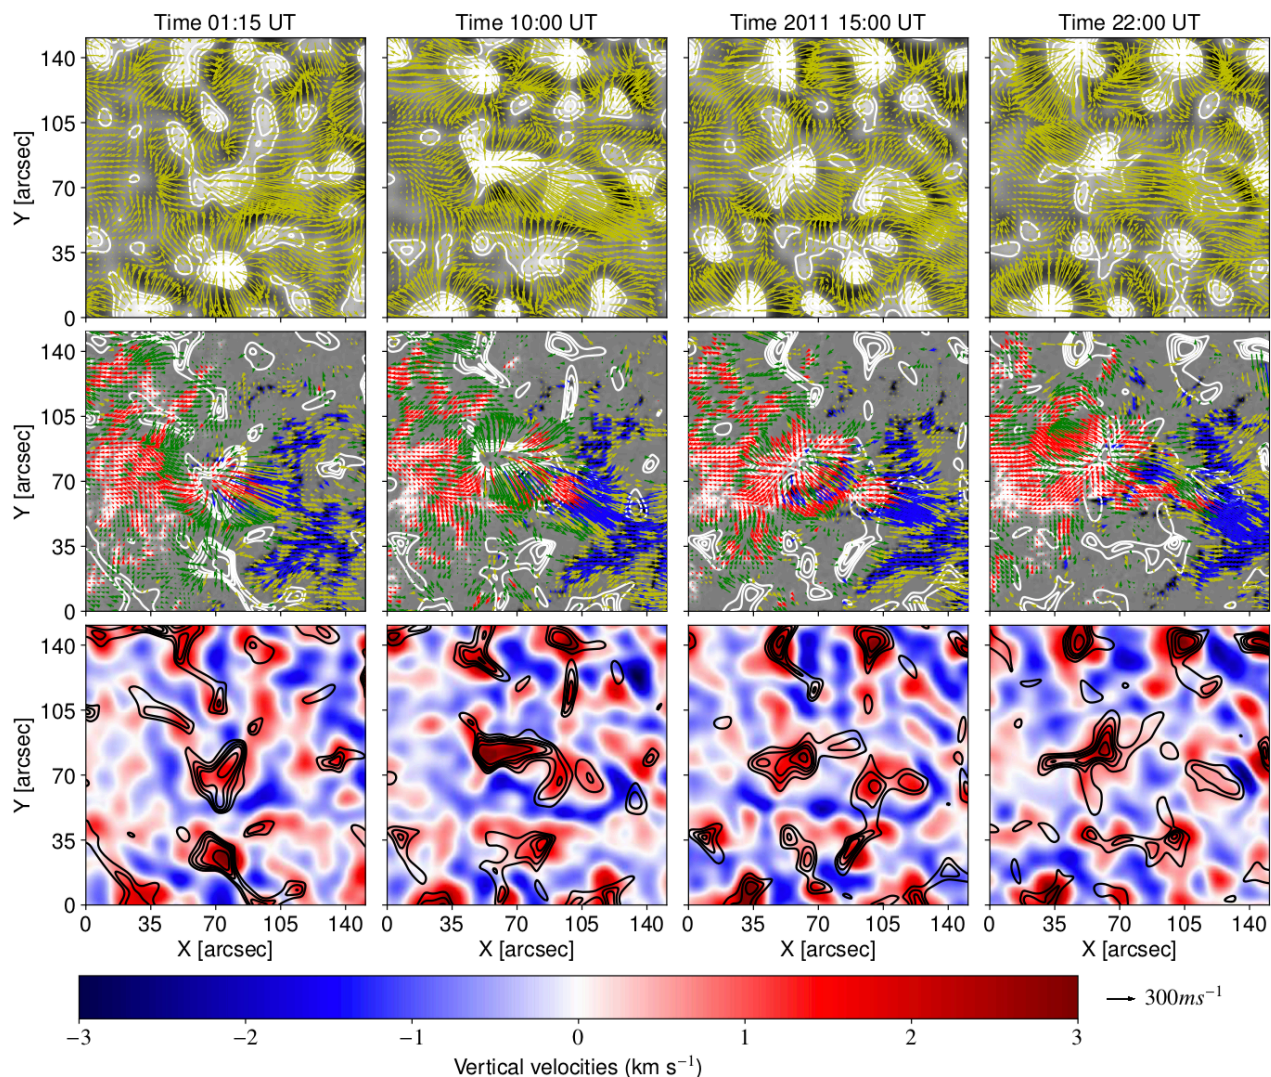 Time 01:15 UT Time 10:00 UT Time 2011 15:00 UT Time 22:00 UT
140
105
70
35
0
Y [arcsec]
140
105
70
35
0
Y [arcsec]
140
105
70
35
0
Y [arcsec]
0 35 70 105 140 0 35 70 105 140 0 35 70 105 140 0 35 70 105 140
X [arcsec] X [arcsec] X [arcsec] X [arcsec]
300ms⁻¹
−3 −2 −1 0 1 2 3
Vertical velocities (km s⁻¹)